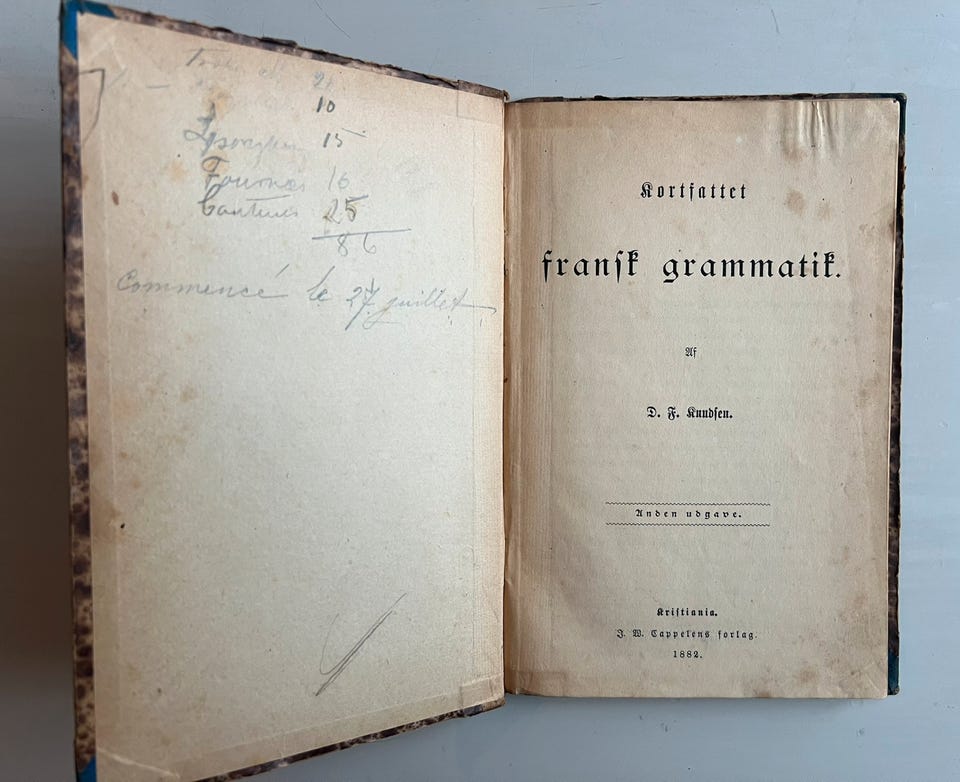 10
15
16
25
86
Commencé le 27 juillet
Kortfattet
fransk grammatik.
Af
D. F. Knudsen.
Anden udgave.
Kristiania.
J. W. Cappelens forlag.
1882.